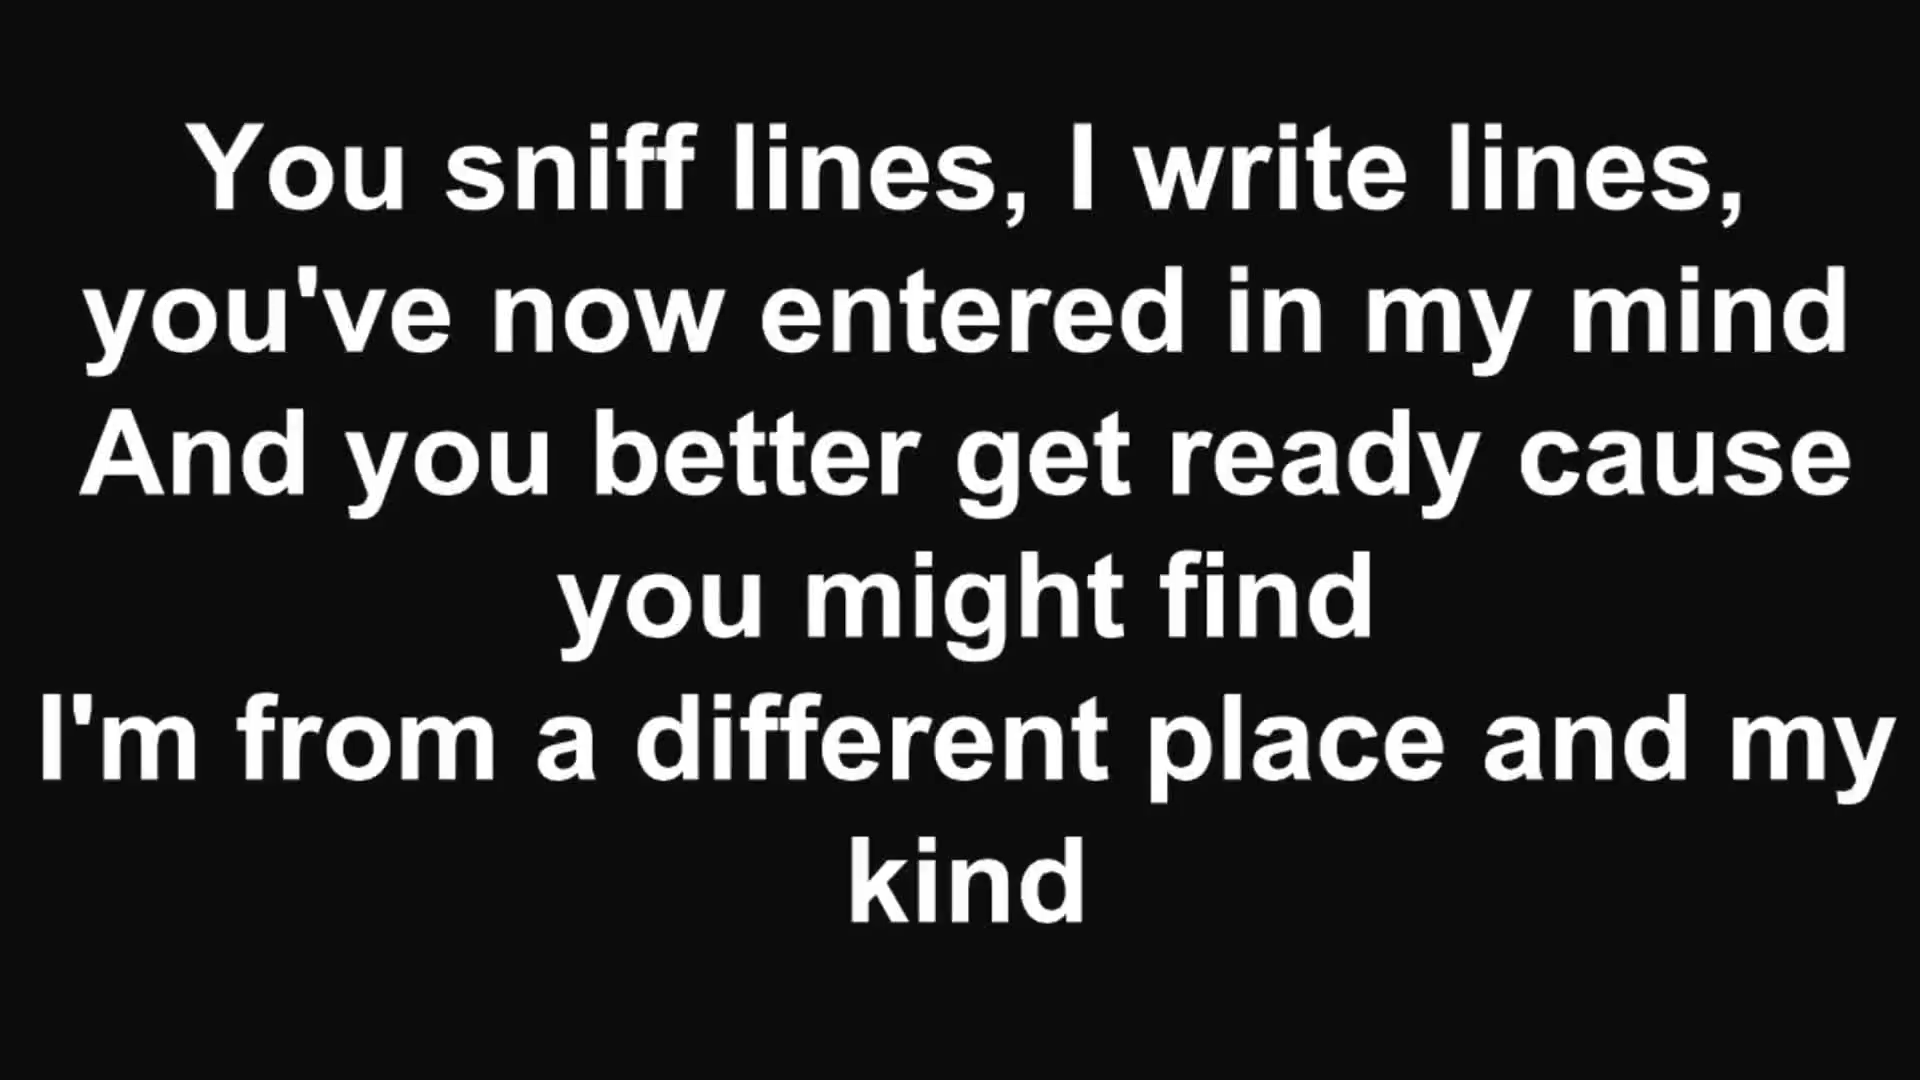 You sniff lines, I write lines,
you've now entered in my mind
And you better get ready cause
you might find
I'm from a different place and my
kind